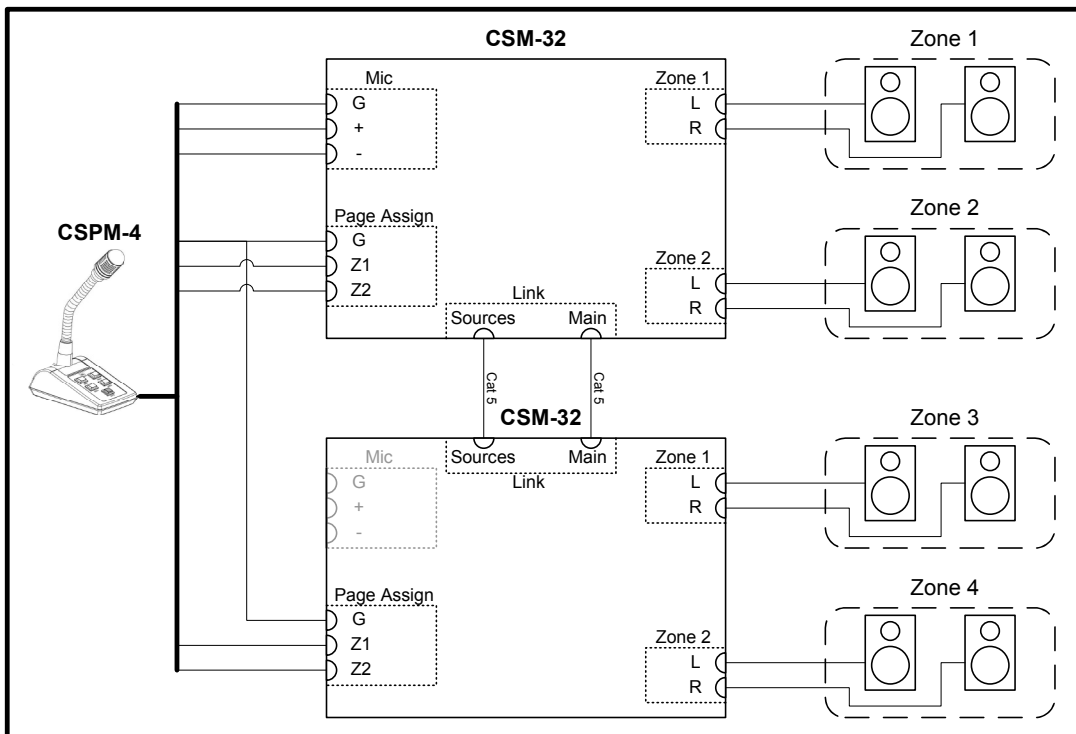 CSM-32
Zone 1
Mic
G
+
-
Zone 1
L
R
CSPM-4
Page Assign
G
Z1
Z2
Zone 2
Zone 2
L
R
Link
Sources
Main
Cat 5
Cat 5
CSM-32
Sources
Main
Link
Mic
G
+
-
Zone 1
L
R
Zone 3
Page Assign
G
Z1
Z2
Zone 2
L
R
Zone 4